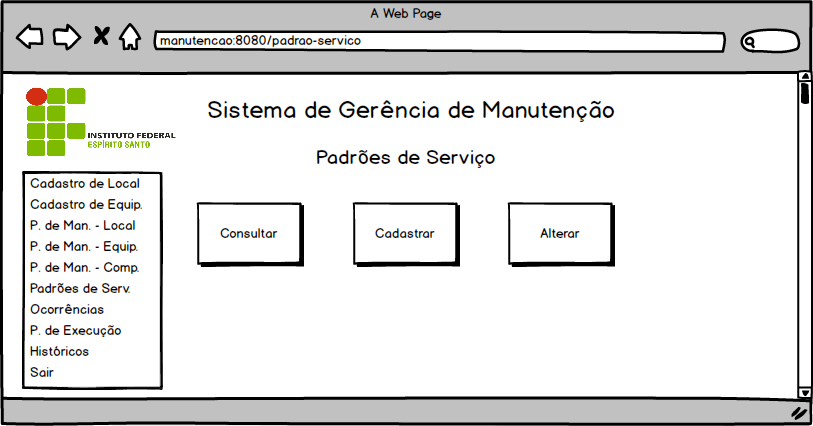 A Web Page
manutencao:8080/padrao-servico
INSTITUTO FEDERAL
ESPÍRITO SANTO
Sistema de Gerência de Manutenção
Padrões de Serviço
Cadastro de Local
Cadastro de Equip.
P. de Man. - Local
P. de Man. - Equip.
P. de Man. - Comp.
Padrões de Serv.
Ocorrências
P. de Execução
Históricos
Sair
Consultar
Cadastrar
Alterar